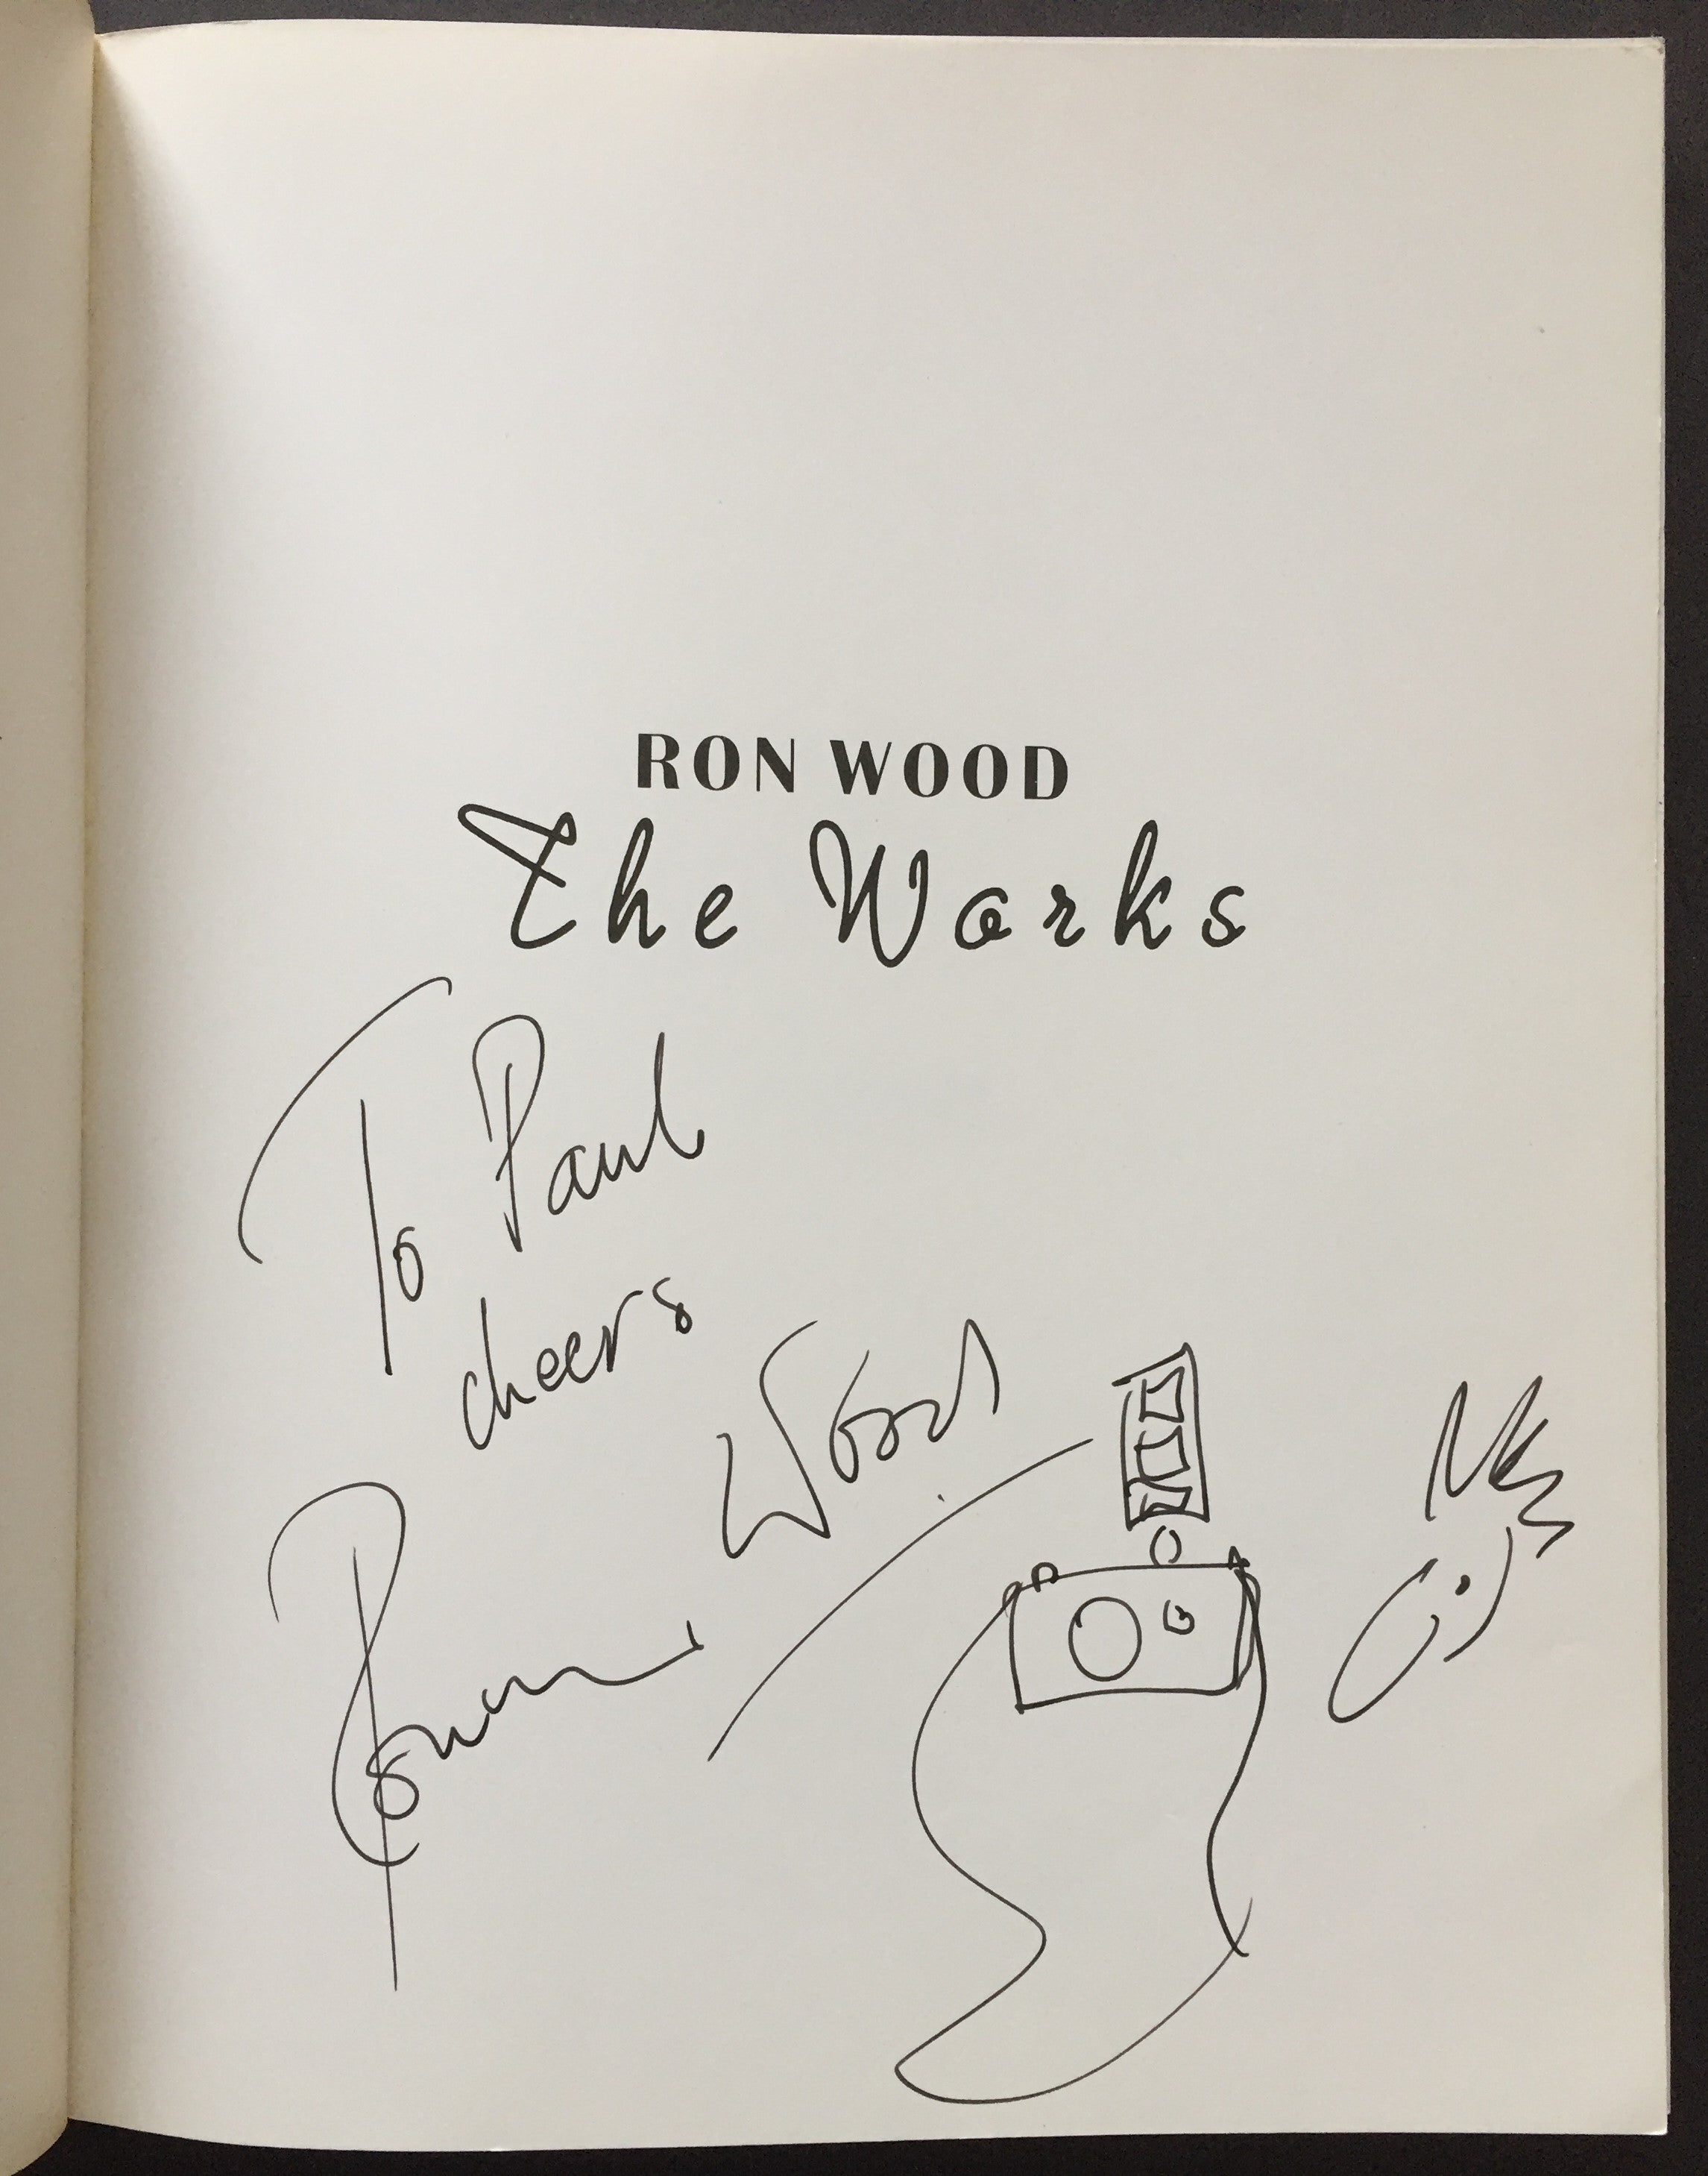 RON WOOD
The Works
To Paul
cheers
Ronnie Wood